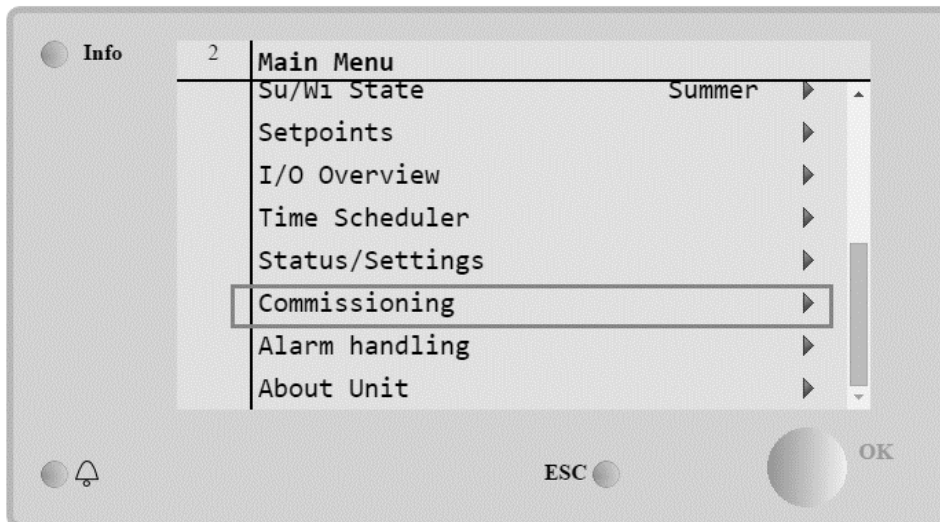 Info
2 Main Menu
Su/Wi State Summer
Setpoints
I/O Overview
Time Scheduler
Status/Settings
Commissioning
Alarm handling
About Unit
ESC
OK